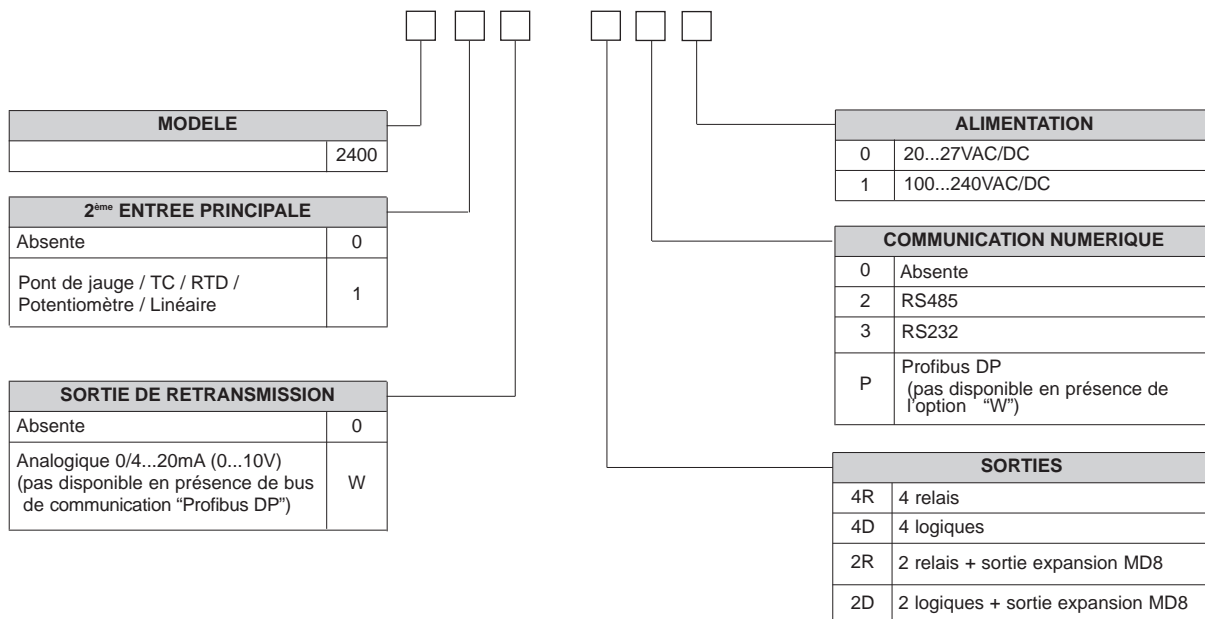 MODELE
2400
2ème ENTREE PRINCIPALE
Absente 0
Pont de jauge / TC / RTD /
Potentiomètre / Linéaire
1
SORTIE DE RETRANSMISSION
Absente 0
Analogique 0/4...20mA (0...10V)
(pas disponible en présence de bus
de communication “Profibus DP”)
W
ALIMENTATION
0 20...27VAC/DC
1 100...240VAC/DC
COMMUNICATION NUMERIQUE
0 Absente
2 RS485
3 RS232
P
Profibus DP
(pas disponible en présence de
l’option “W”)
SORTIES
4R 4 relais
4D 4 logiques
2R 2 relais + sortie expansion MD8
2D 2 logiques + sortie expansion MD8